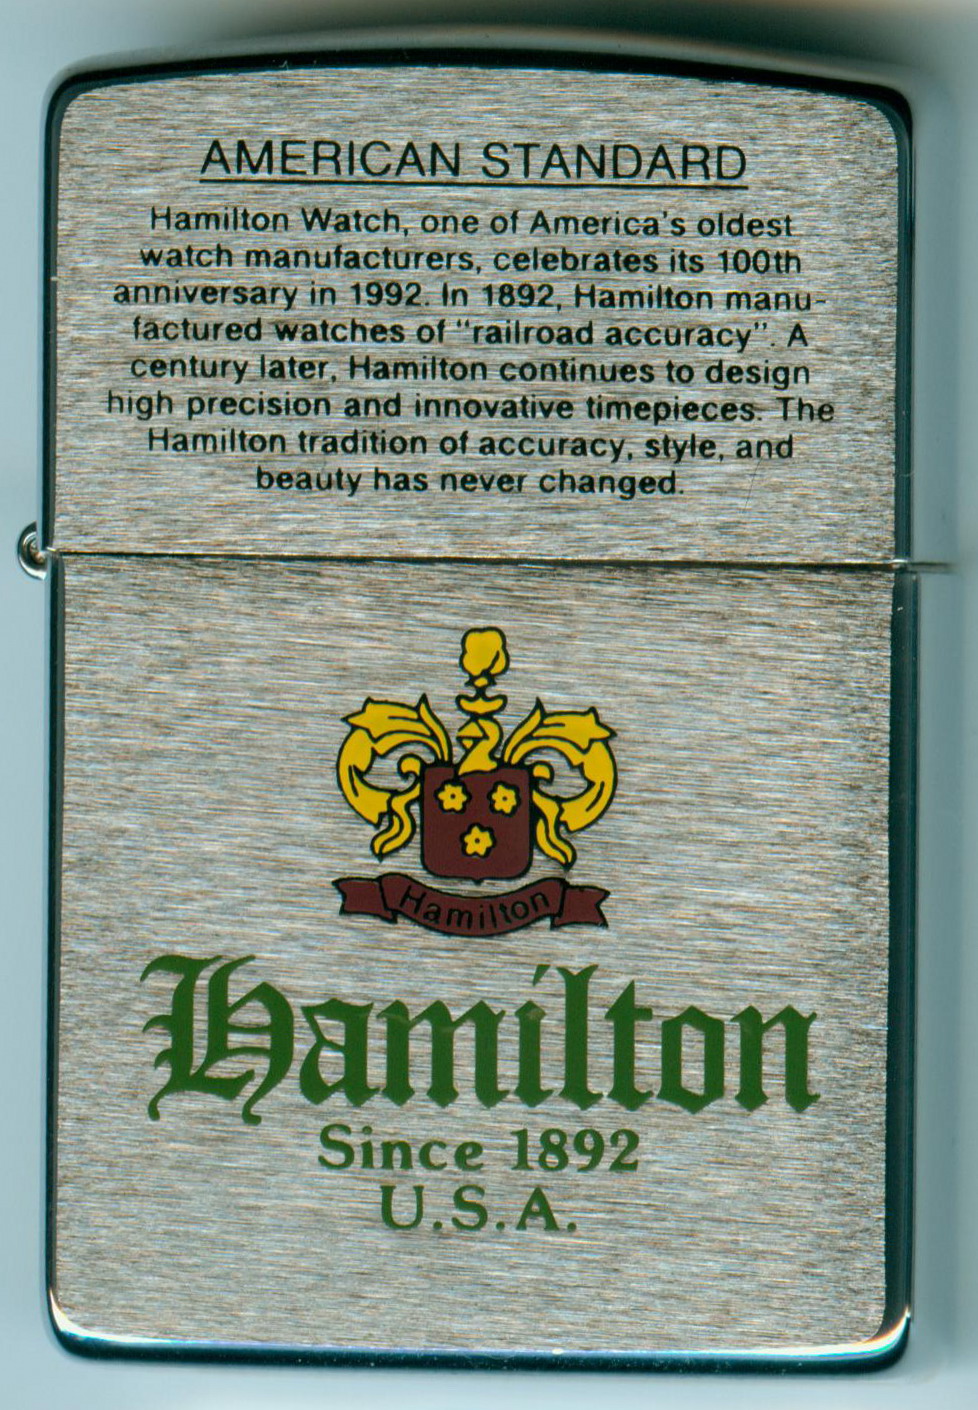 AMERICAN STANDARD
Hamilton Watch, one of America's oldest
watch manufacturers, celebrates its 100th
anniversary in 1992. In 1892, Hamilton manu-
factured watches of "railroad accuracy". A
century later, Hamilton continues to design
high precision and innovative timepieces. The
Hamilton tradition of accuracy, style, and
beauty has never changed.
Hamilton
Hamilton
Since 1892
U.S.A.